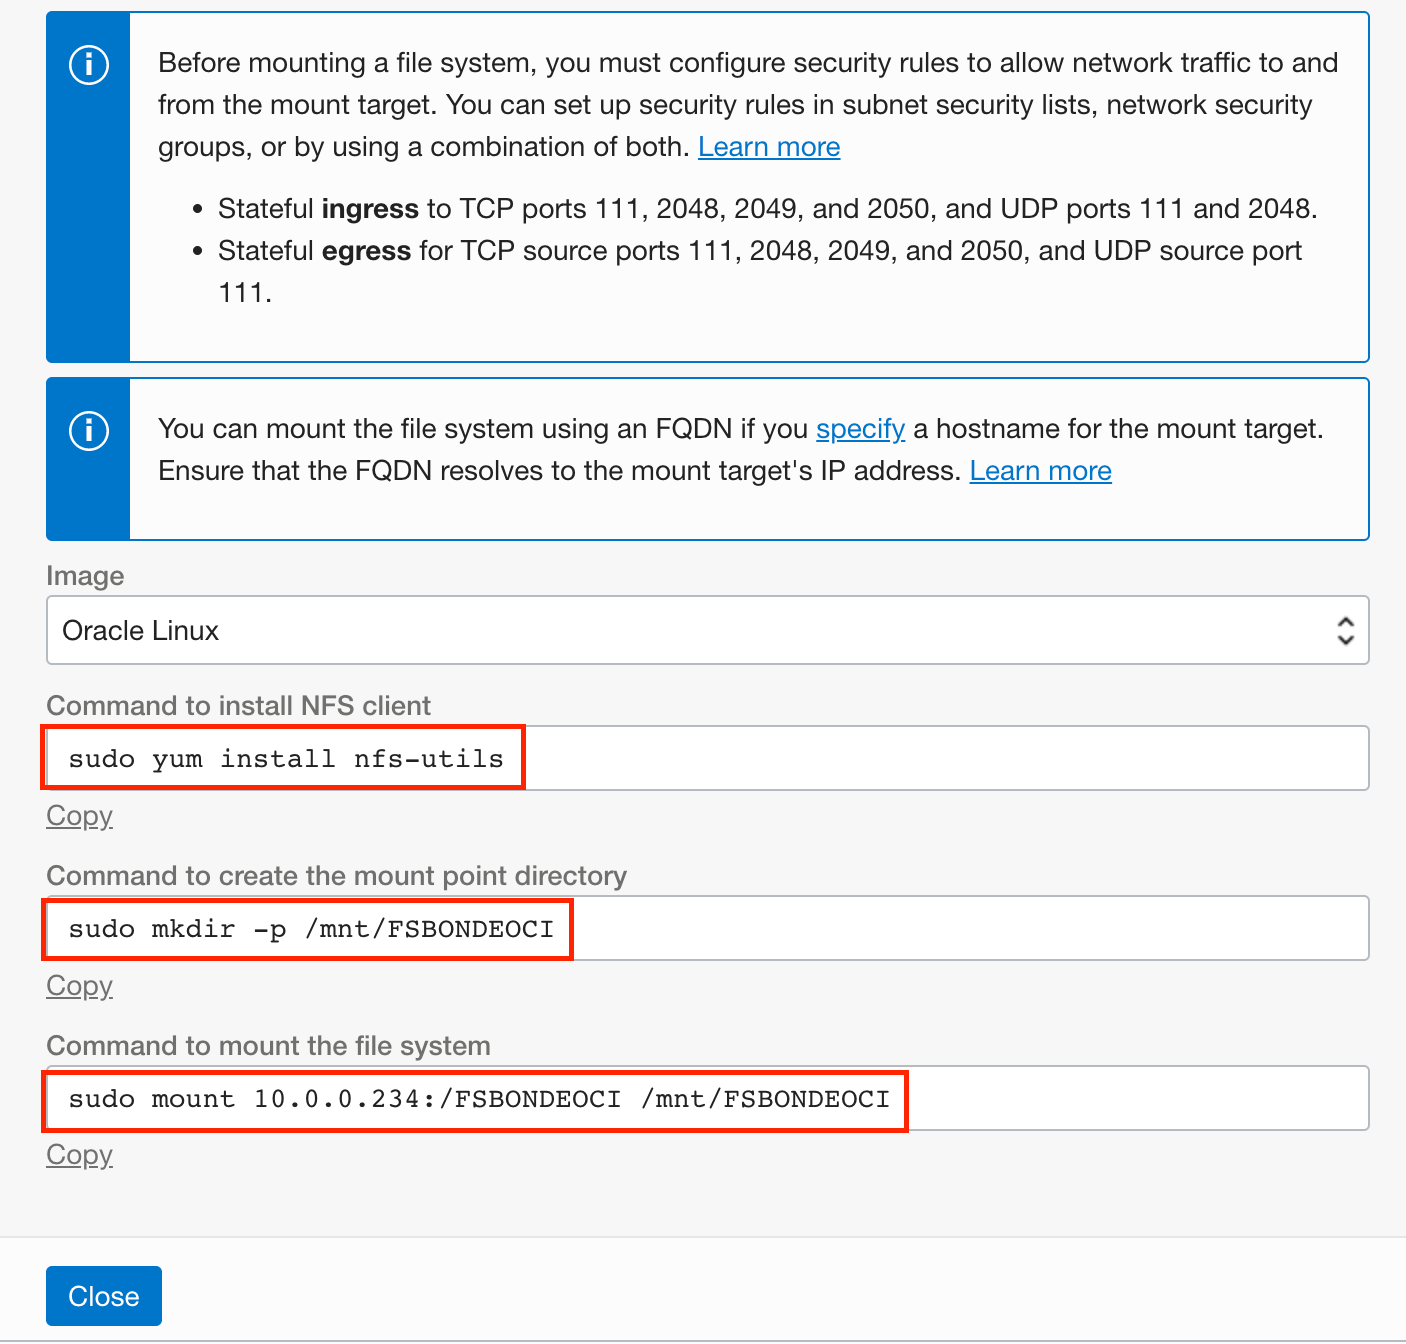 Before mounting a file system, you must configure security rules to allow network traffic to and
from the mount target. You can set up security rules in subnet security lists, network security
groups, or by using a combination of both. Learn more
• Stateful ingress to TCP ports 111, 2048, 2049, and 2050, and UDP ports 111 and 2048.
• Stateful egress for TCP source ports 111, 2048, 2049, and 2050, and UDP source port
111.
You can mount the file system using an FQDN if you specify a hostname for the mount target.
Ensure that the FQDN resolves to the mount target's IP address. Learn more
Image
Oracle Linux
Command to install NFS client
sudo yum install nfs-utils
Copy
Command to create the mount point directory
sudo mkdir -p /mnt/FSBONDEOCI
Copy
Command to mount the file system
sudo mount 10.0.0.234:/FSBONDEOCI /mnt/FSBONDEOCI
Copy
Close